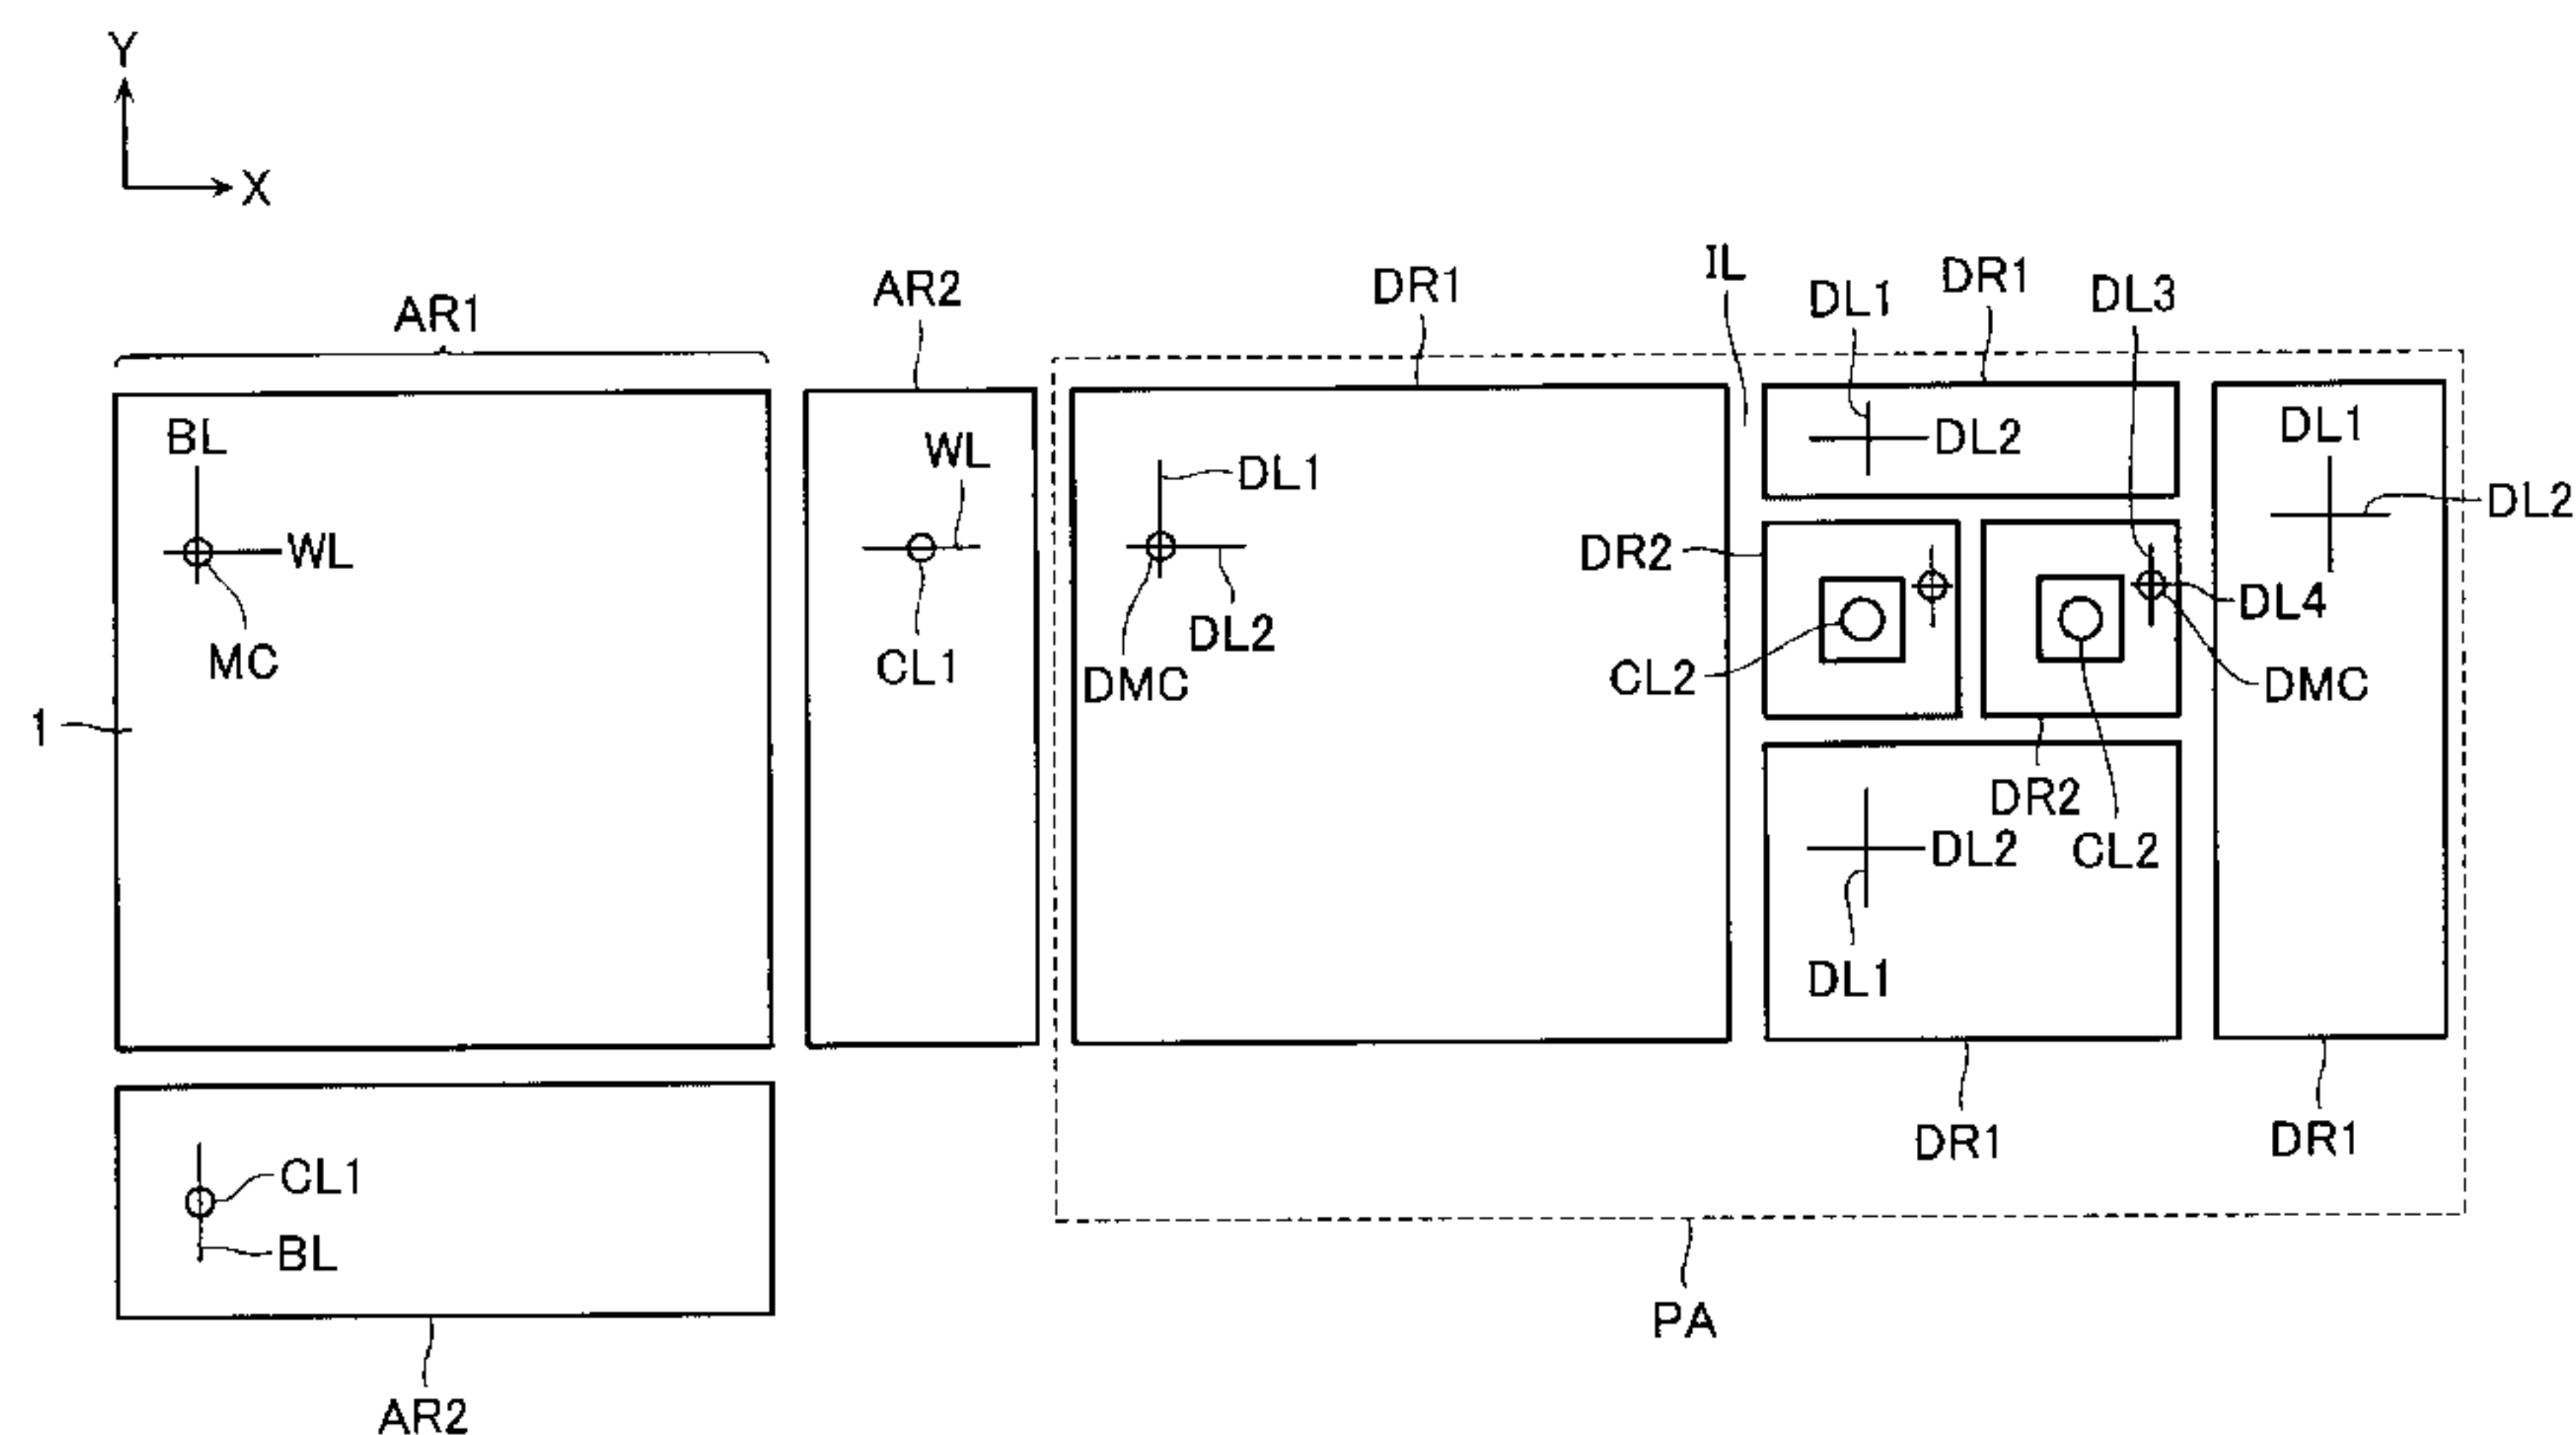 Y
X
AR1
AR2
DR1
IL
DL1
DR1
DL3
BL
WL
DL1
DL2
DL1
WL
DL1
DL2
DR2
MC
CL1
DMC
DL2
CL2
DL4
DMC
1
DR2
DL2
CL2
DL1
CL1
BL
DR1
DR1
PA
AR2